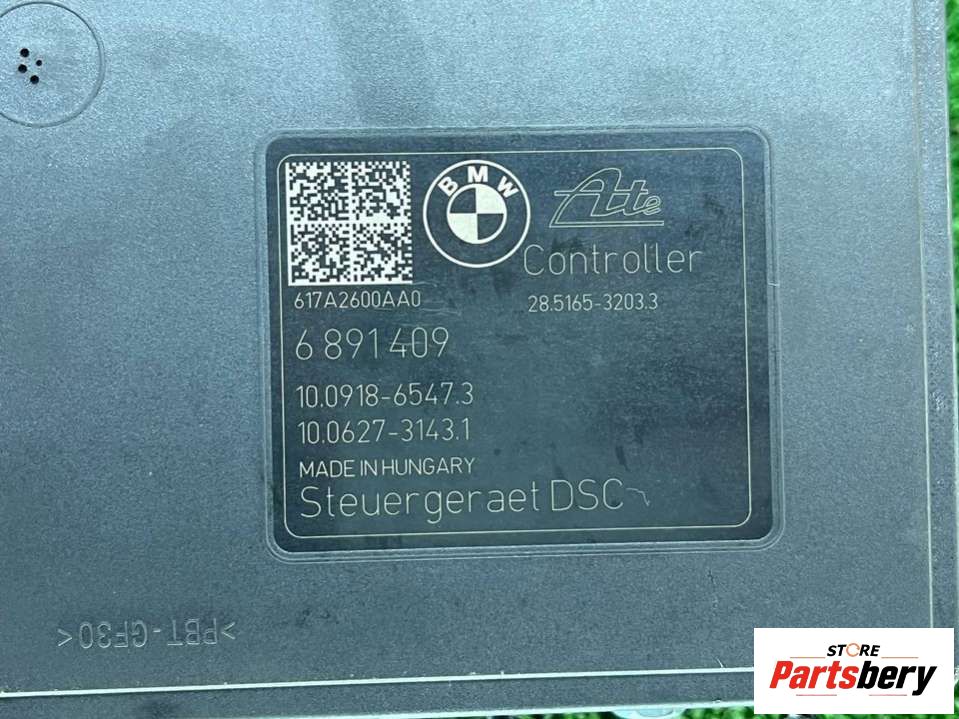 BMW
Ate
Controller
617A2600AA0
28.5165-3203.3
6 891 409
10.0918-6547.3
10.0627-3143.1
MADE IN HUNGARY
Steuergeraet DSC
>PBT-GF30<
STORE
Partsbery